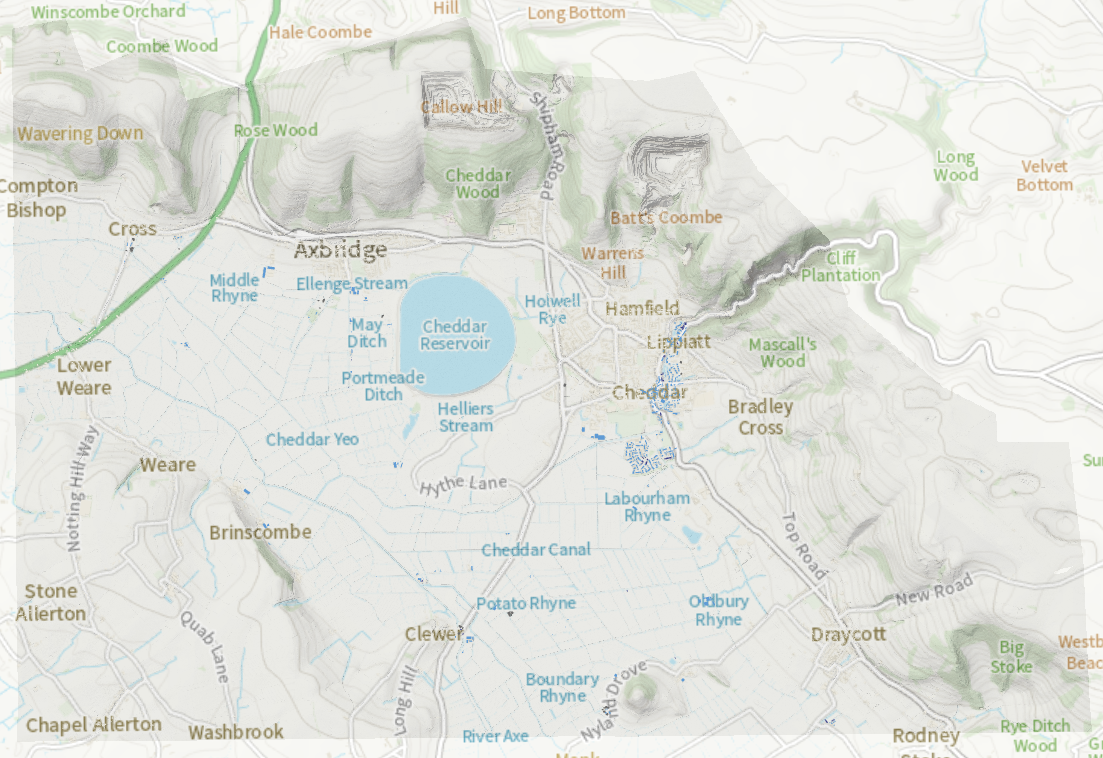 Winscombe Orchard
Hill
Long Bottom
Hale Coombe
Coombe Wood
Callow Hill
Shipham Road
Wavering Down
Rose Wood
Long
Wood
Velvet
Bottom
Cheddar
Wood
Compton
Bishop
Batt's Coombe
Cross
Axbridge
Warrens
Hill
Cliff
Plantation
Middle
Rhyne
Ellenge Stream
Holwell
Rye
Hamfield
May
Ditch
Cheddar
Reservoir
Lippiatt
Mascall's
Wood
Lower
Weare
Portmeade
Ditch
Cheddar
Helliers
Stream
Bradley
Cross
Cheddar Yeo
Notting Hill Way
Weare
Hythe Lane
Labourham
Rhyne
Brinscombe
Top Road
Cheddar Canal
New Road
Stone
Allerton
Potato Rhyne
Oldbury
Rhyne
Quab Lane
Clewer
Draycott
Big
Stoke
Westb
Beac
Long Hill
Boundary
Rhyne
Nyland Drove
Chapel Allerton
Washbrook
River Axe
Rodney
Rye Ditch
Wood